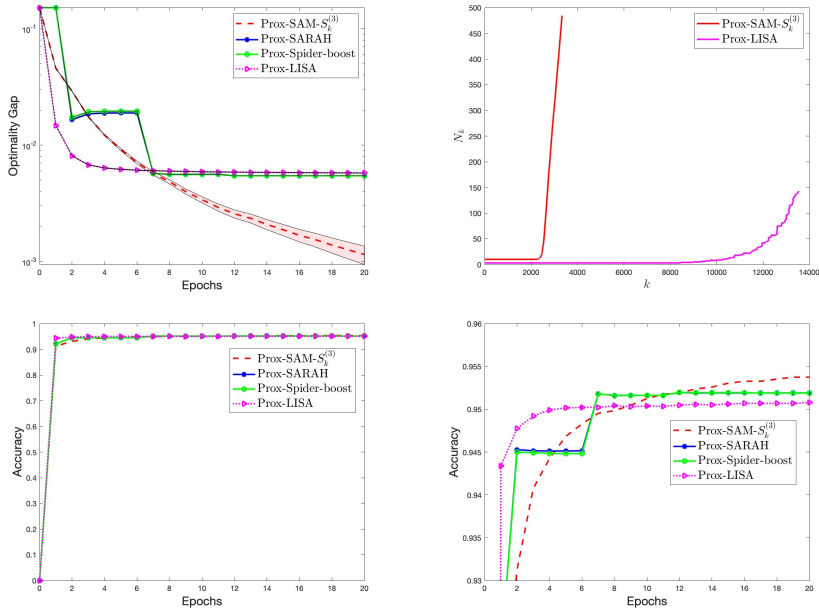 Prox-SAM-$S_k^{(3)}$
Prox-SARAH
Prox-Spider-boost
Prox-LISA
Optimality Gap
10^{-1}
10^{-2}
10^{-3}
0 2 4 6 8 10 12 14 16 18 20
Epochs
Prox-SAM-$S_k^{(3)}$
Prox-LISA
N_k
500
450
400
350
300
250
200
150
100
50
0
0 2000 4000 6000 8000 10000 12000 14000
k
Accuracy
1
0.9
0.8
0.7
0.6
0.5
0.4
0.3
0.2
0.1
0
Prox-SAM-$S_k^{(3)}$
Prox-SARAH
Prox-Spider-boost
Prox-LISA
0 2 4 6 8 10 12 14 16 18 20
Epochs
Accuracy
0.96
0.955
0.95
0.945
0.94
0.935
0.93
Prox-SAM-$S_k^{(3)}$
Prox-SARAH
Prox-Spider-boost
Prox-LISA
0 2 4 6 8 10 12 14 16 18 20
Epochs